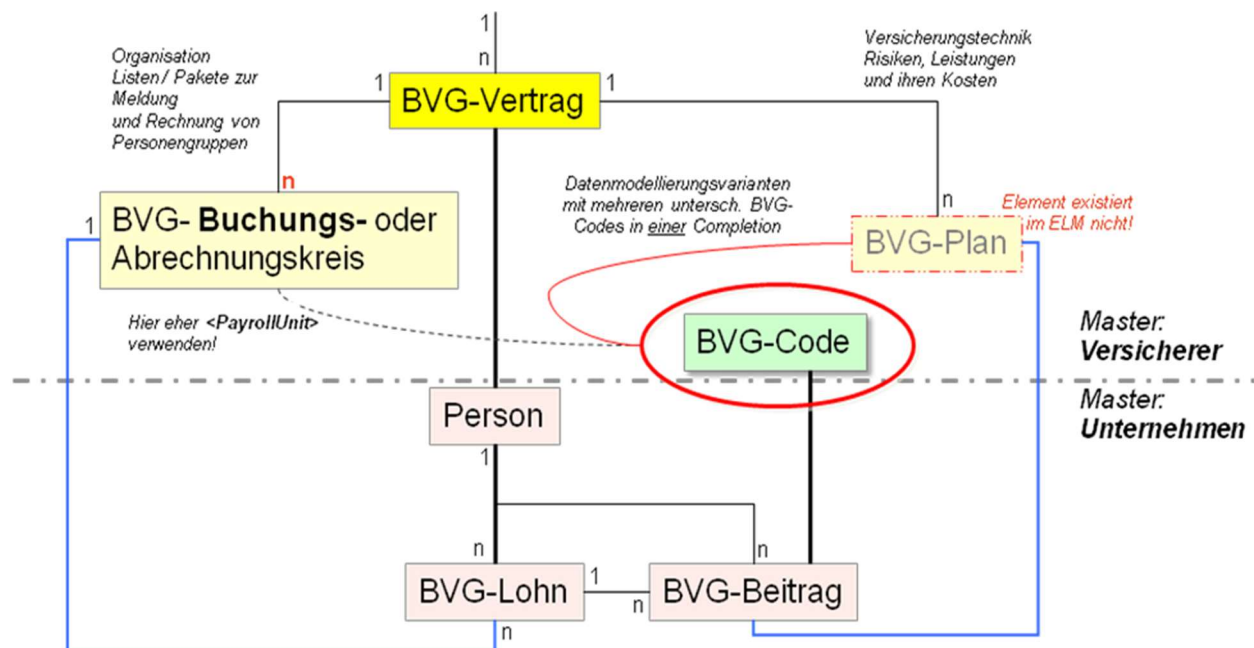 1
n
Organisation
Listen / Pakete zur
Meldung
und Rechnung von
Personengruppen
1
BVG-Vertrag
1
Versicherungstechnik
Risiken, Leistungen
und ihren Kosten
n
Datenmodellierungsvarianten
mit mehreren untersch. BVG-
Codes in einer Completion
n
Element existiert
im ELM nicht!
1
BVG- Buchungs- oder
Abrechnungskreis
BVG-Plan
Hier eher <PayrollUnit>
verwenden!
BVG-Code
Master:
Versicherer
Person
Master:
Unternehmen
1
n
n
BVG-Lohn
1
n
BVG-Beitrag
n